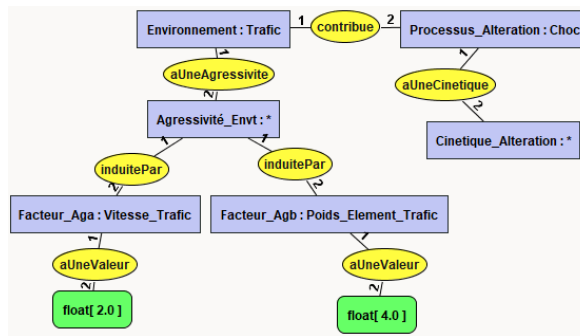 Environnement : Trafic
1
contribue
2
Processus_Alteration : Choc
1
aUneAgressivite
2
1
aUneCinetique
2
Agressivité_Envt : *
Cinetique_Alteration : *
1
induitePar
2
1
induitePar
2
Facteur_Aga : Vitesse_Trafic
Facteur_Agb : Poids_Element_Trafic
1
aUneValeur
2
1
aUneValeur
2
float[ 2.0 ]
float[ 4.0 ]